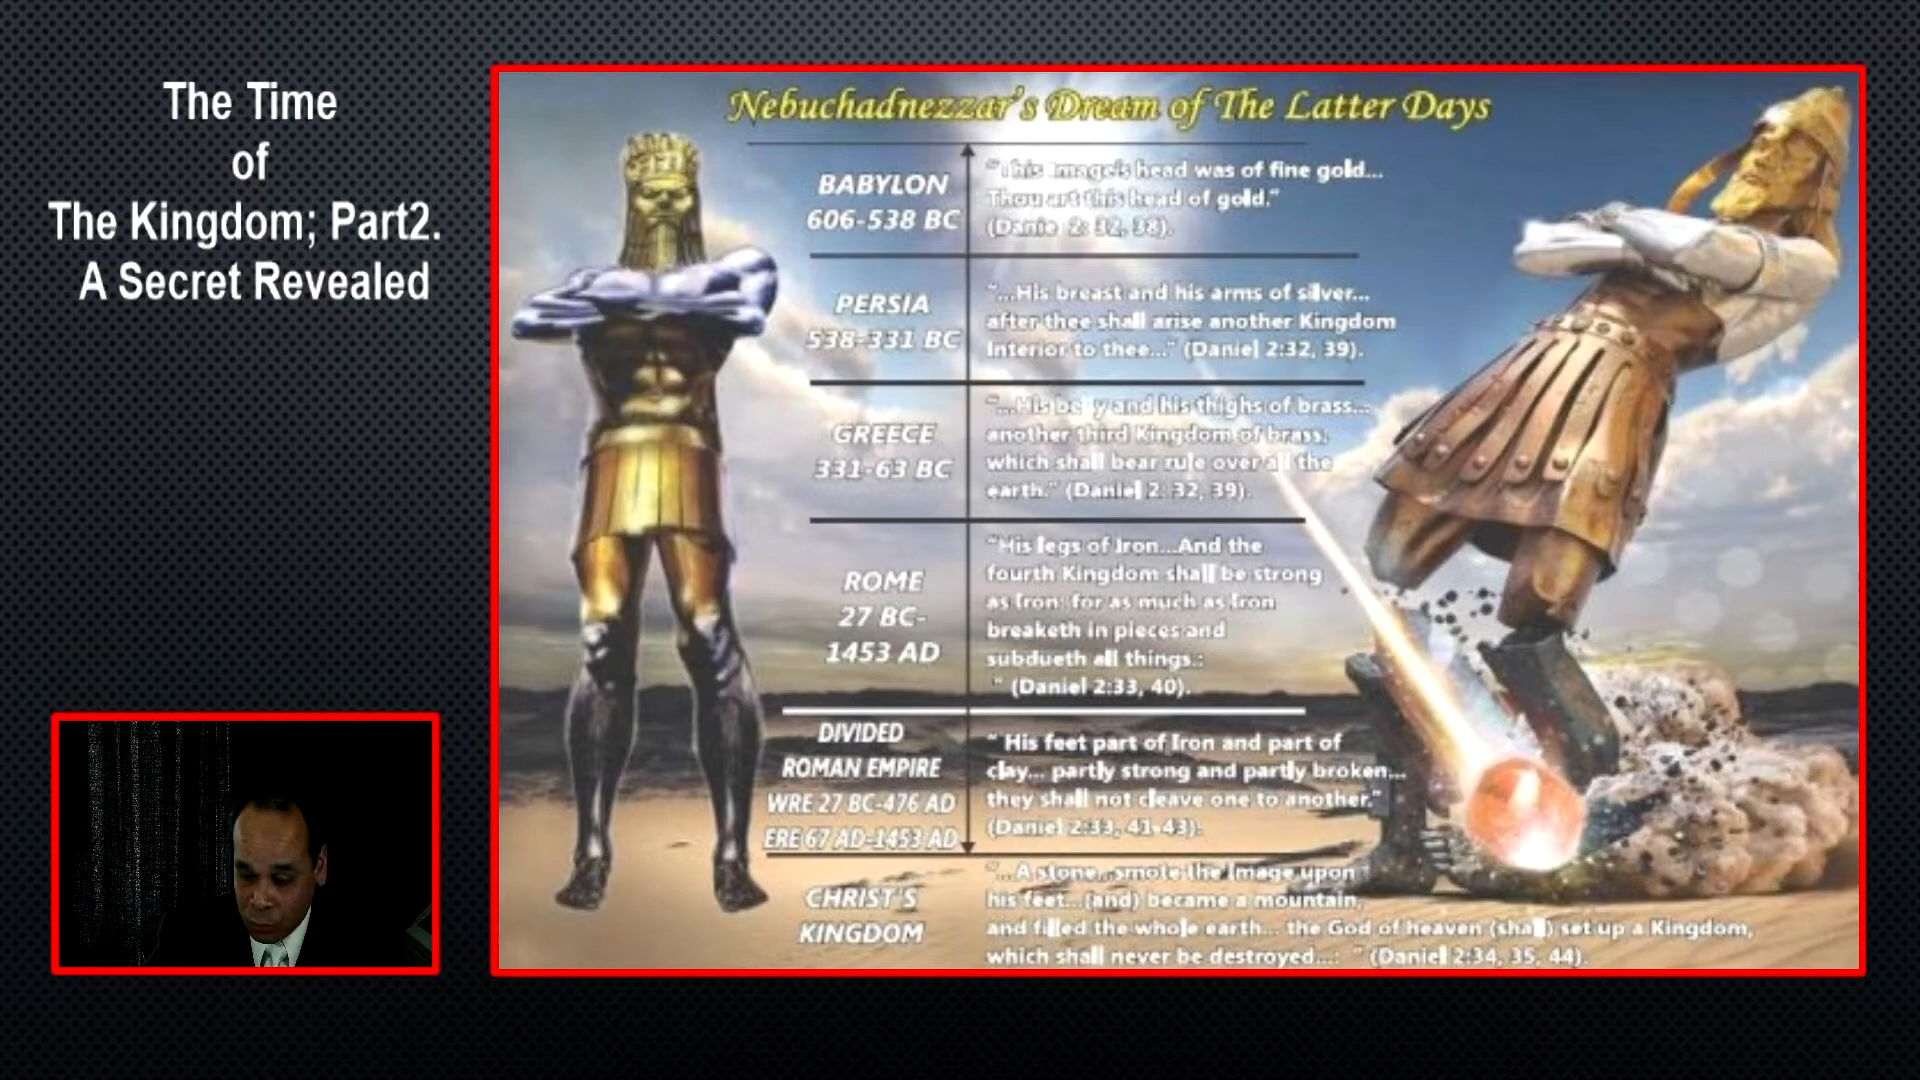 The Time
of
The Kingdom; Part2.
A Secret Revealed
Nebuchadnezzar's Dream of The Latter Days
BABYLON
606-538 BC
"This Image's head was of fine gold...
Thou art this head of gold."
(Danie 2: 32, 38).
PERSIA
538-331 BC
"...His breast and his arms of silver...
after thee shall arise another Kingdom
Interior to thee..." (Daniel 2:32, 39).
GREECE
331-63 BC
"...His be y and his thighs of brass...
another third Kingdom of brass,
which shall bear rule over all the
earth." (Daniel 2: 32, 39).
ROME
27 BC-
1453 AD
"His legs of Iron...And the
fourth Kingdom shall be strong
as Iron: for as much as Iron
breaketh in pieces and
subdueth all things.:
" (Daniel 2:33, 40).
DIVIDED
ROMAN EMPIRE
WRE 27 BC-476 AD
ERE 67 AD-1453 AD
" His feet part of Iron and part of
clay... partly strong and partly broken...
they shall not cleave one to another."
(Daniel 2:33, 41-43).
CHRIST'S
KINGDOM
"...A stone...smote the Image upon
his feet...(and) became a mountain,
and filled the whole earth... the God of heaven (shall) set up a Kingdom,
which shall never be destroyed...: " (Daniel 2:34, 35, 44).